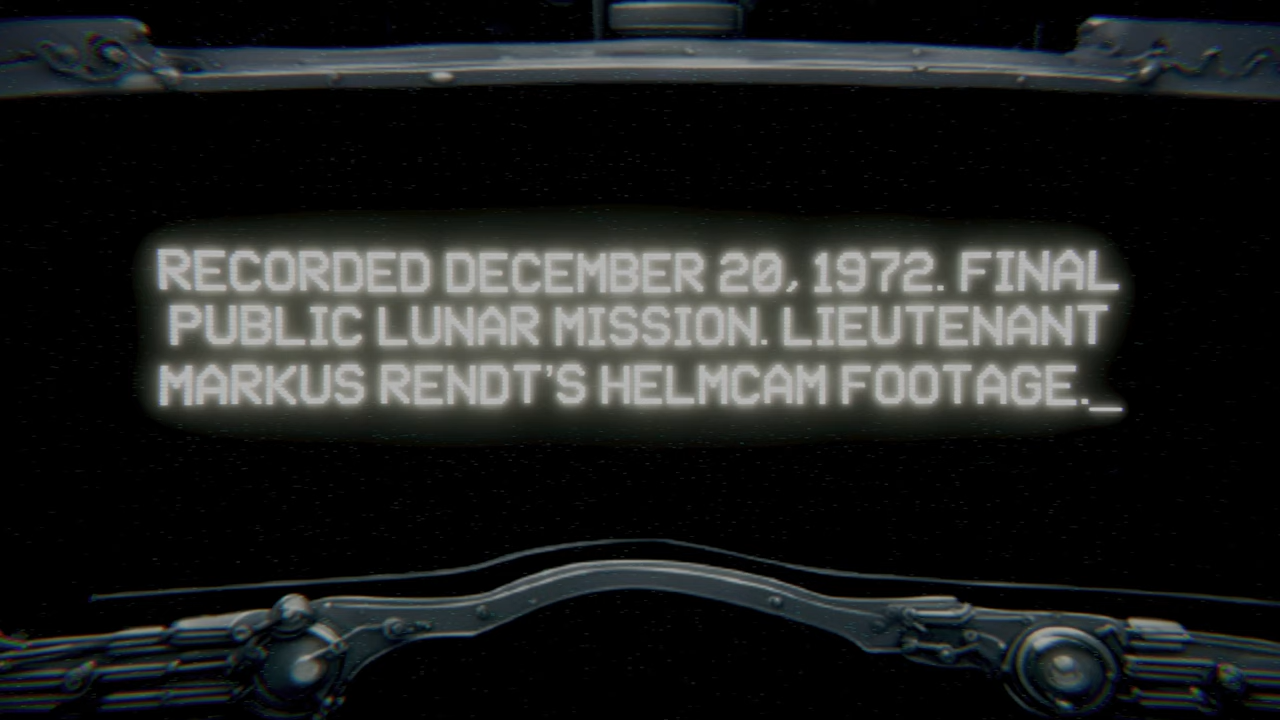 RECORDED DECEMBER 20, 1972. FINAL
PUBLIC LUNAR MISSION. LIEUTENANT
MARKUS RENDT'S HELMCAM FOOTAGE._